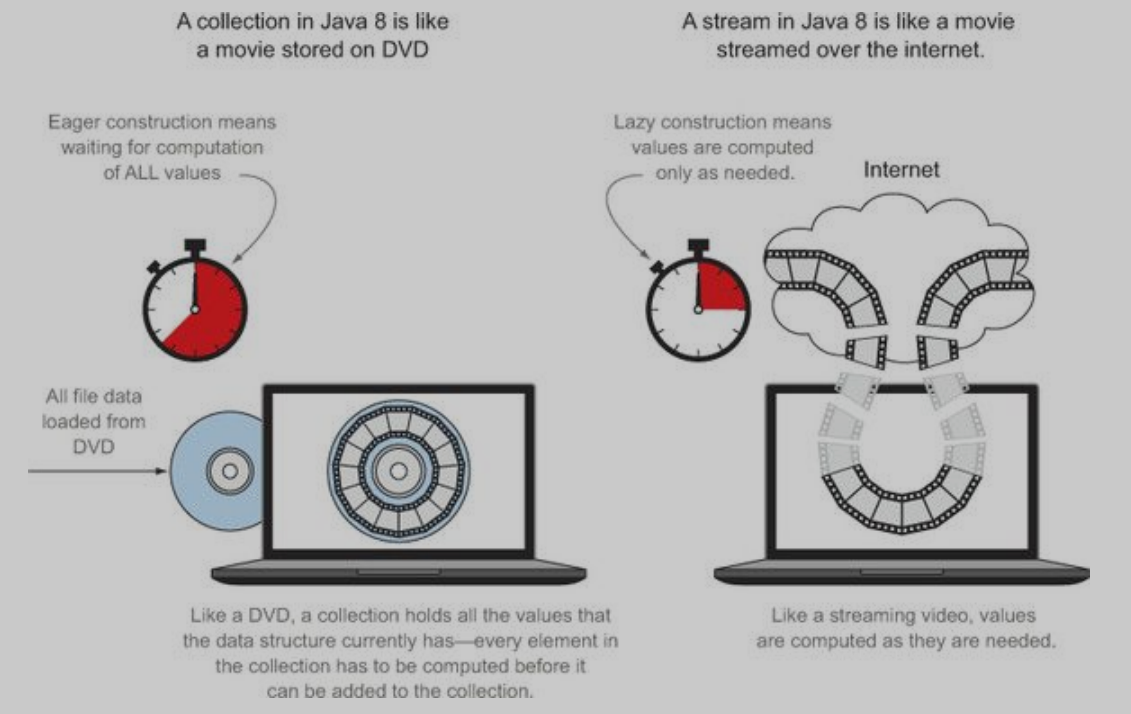 A collection in Java 8 is like
a movie stored on DVD
A stream in Java 8 is like a movie
streamed over the internet.
Eager construction means
waiting for computation
of ALL values
Lazy construction means
values are computed
only as needed.
Internet
All file data
loaded from
DVD
Like a DVD, a collection holds all the values that
the data structure currently has—every element in
the collection has to be computed before it
can be added to the collection.
Like a streaming video, values
are computed as they are needed.